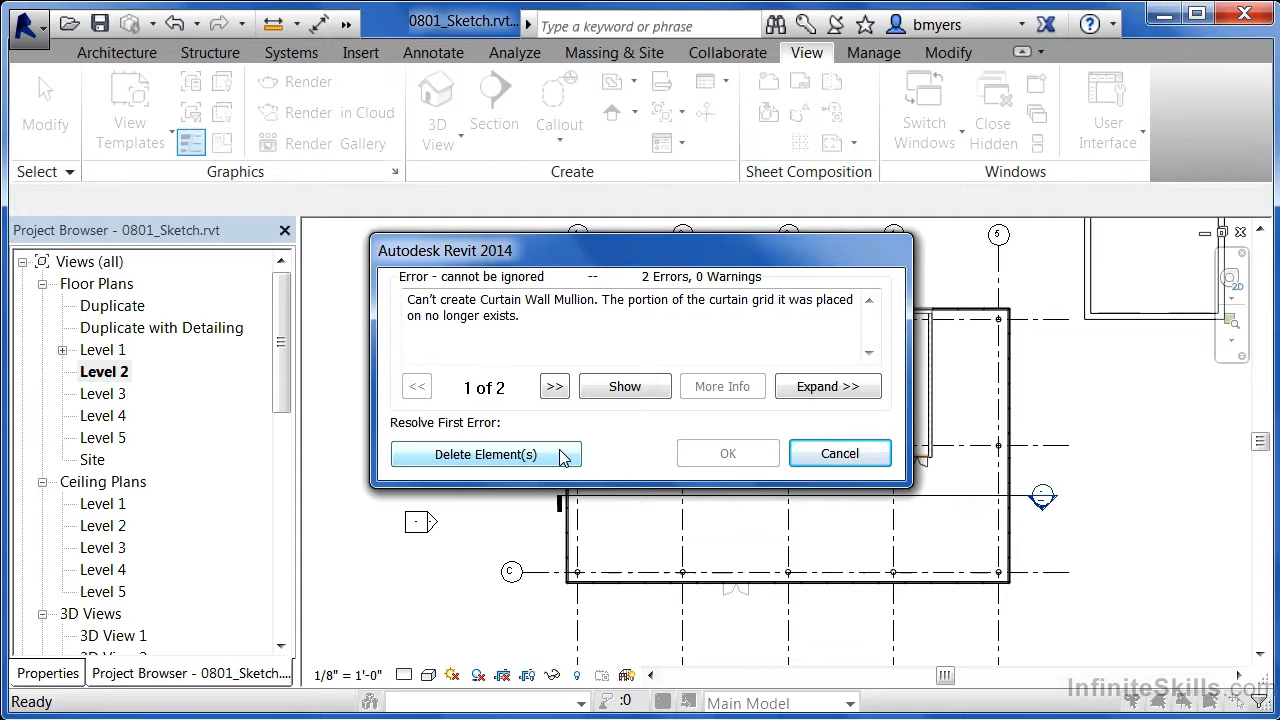 0801_Sketch.rvt...
Type a keyword or phrase
bmyers
Architecture Structure Systems Insert Annotate Analyze Massing & Site Collaborate View Manage Modify
Modify
View Templates
Render
Render in Cloud
Render Gallery
3D View
Section
Callout
Switch Windows
Close Hidden
User Interface
Select Graphics Create Sheet Composition Windows
Project Browser - 0801_Sketch.rvt
Views (all)
Floor Plans
Duplicate
Duplicate with Detailing
Level 1
Level 2
Level 3
Level 4
Level 5
Site
Ceiling Plans
Level 1
Level 2
Level 3
Level 4
Level 5
3D Views
3D View 1
Properties Project Browser - 0801_Sketch....
Autodesk Revit 2014
Error - cannot be ignored -- 2 Errors, 0 Warnings
Can't create Curtain Wall Mullion. The portion of the curtain grid it was placed
on no longer exists.
<< 1 of 2 >> Show More Info Expand >>
Resolve First Error:
Delete Element(s) OK Cancel
5
2D
C
1/8" = 1'-0"
Ready
:0
Main Model
InfiniteSkills.com